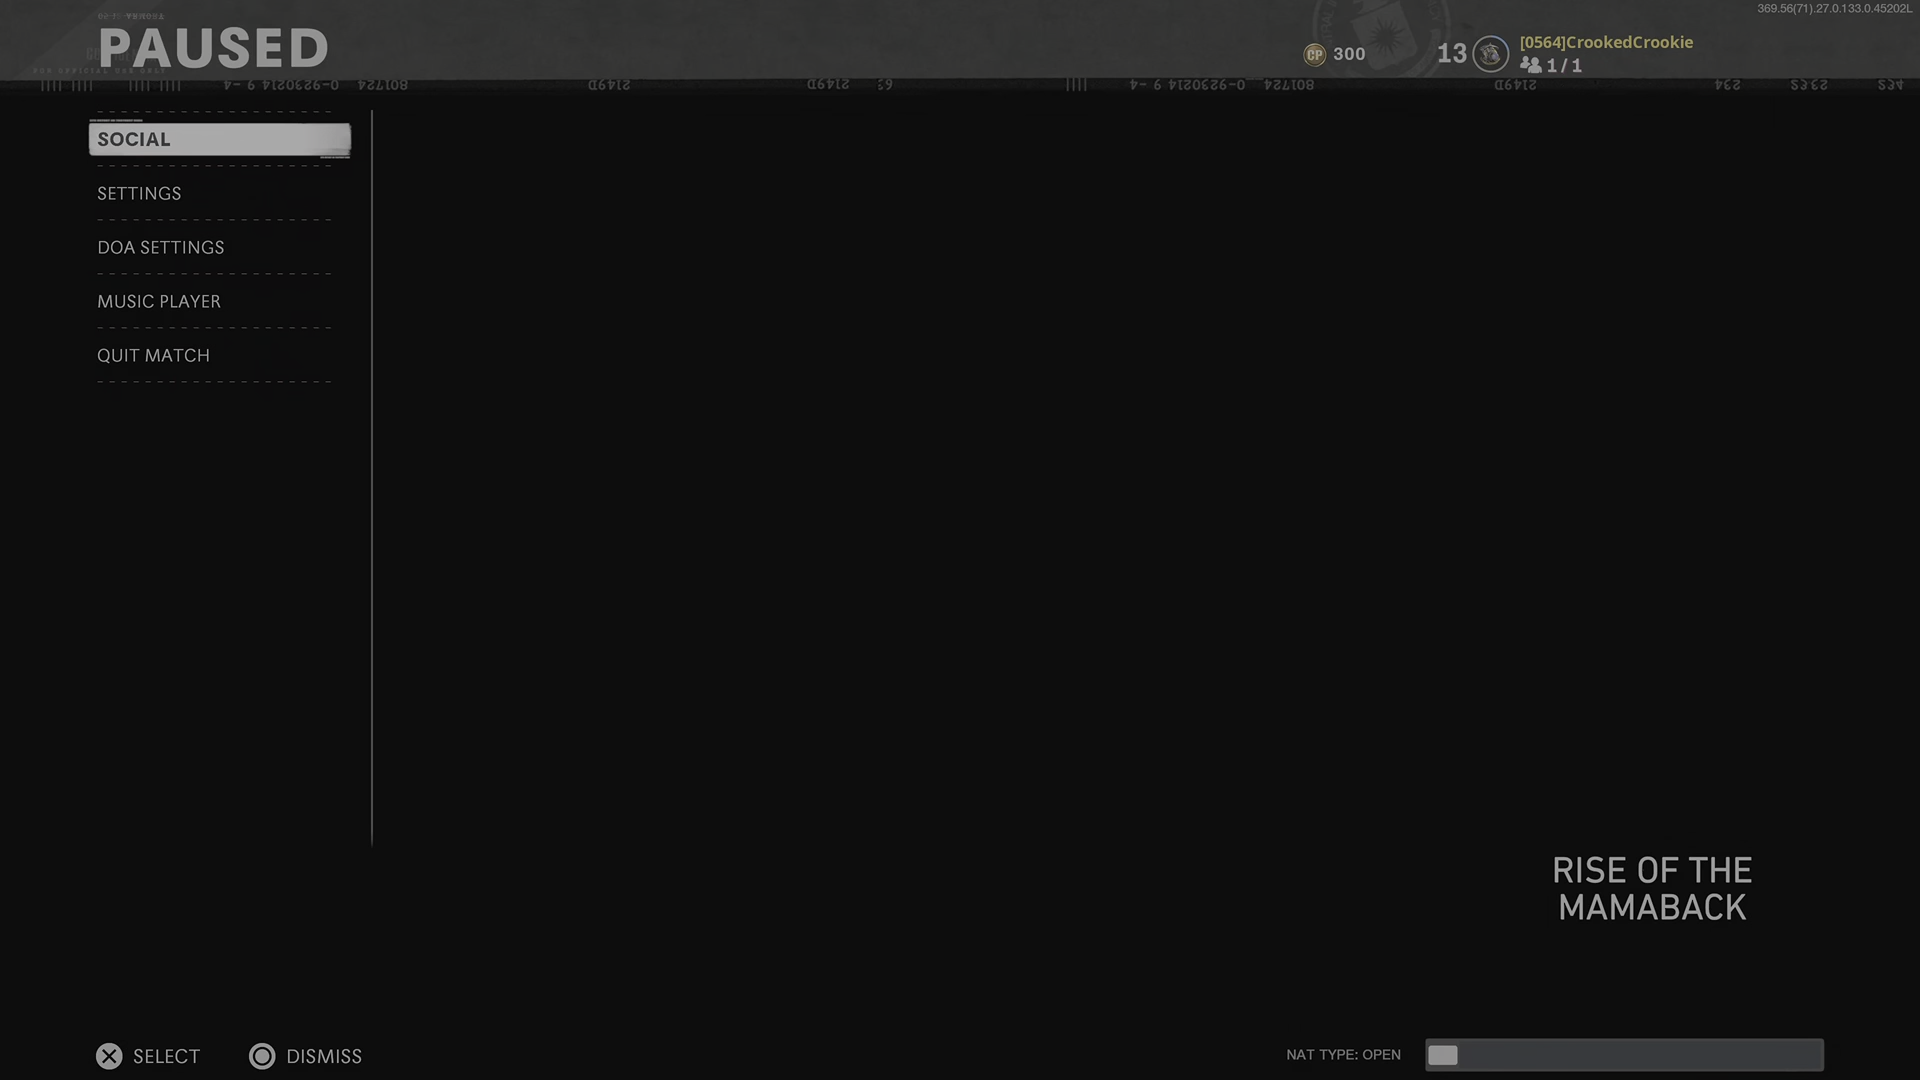 369.56(71).27.0.133.0.45202L
PAUSED
CP 300
13
[0564]CrookedCrookie
1 / 1
SOCIAL
SETTINGS
DOA SETTINGS
MUSIC PLAYER
QUIT MATCH
RISE OF THE
MAMABACK
SELECT
DISMISS
NAT TYPE: OPEN